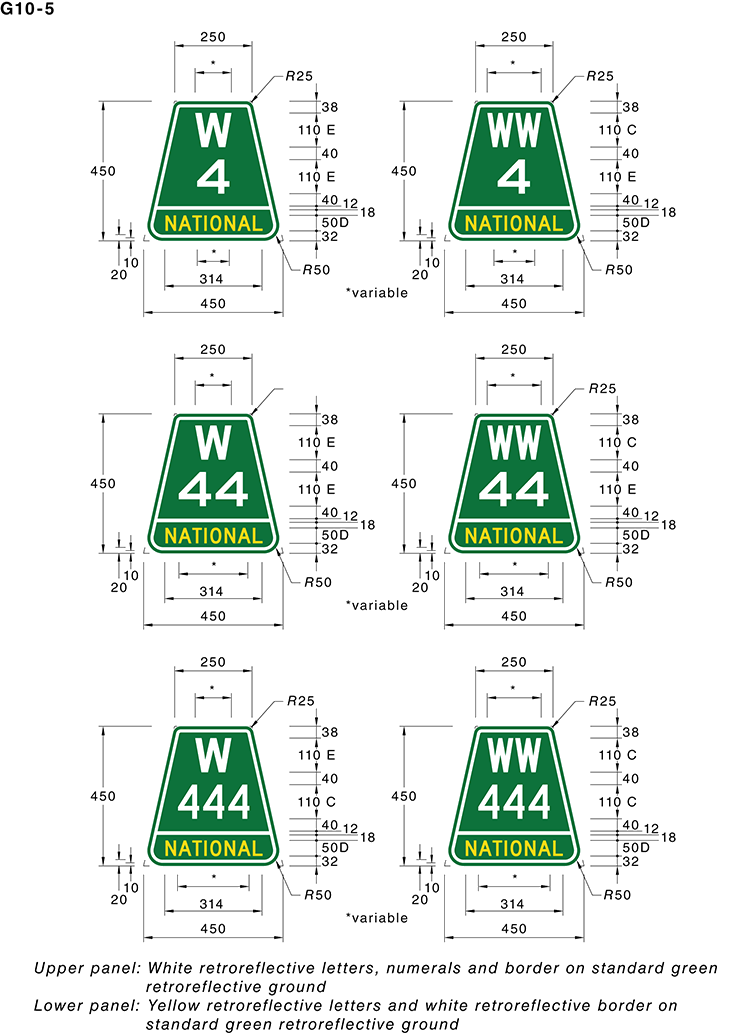 G10-5
250 250
* *
R25 R25
38 38
W WW
110 E 110 C
40 40
450 450
4 4
110 E 110 E
40 12 40 12
18 18
NATIONAL NATIONAL
50D 50D
32 32
10 10
20 20
* *
R50 R50
314 314
*variable
450 450
250 250
* *
R25
38 38
W WW
110 E 110 C
40 40
450 450
44 44
110 E 110 E
40 12 40 12
18 18
NATIONAL NATIONAL
50D 50D
32 32
10 10
20 20
* *
R50 R50
314 314
*variable
450 450
250 250
* *
R25 R25
38 38
W WW
110 E 110 C
40 40
450 450
444 444
110 C 110 C
40 12 40 12
18 18
NATIONAL NATIONAL
50D 50D
32 32
10 10
20 20
* *
R50 R50
314 314
*variable
450 450
Upper panel: White retroreflective letters, numerals and border on standard green
retroreflective ground
Lower panel: Yellow retroreflective letters and white retroreflective border on
standard green retroreflective ground